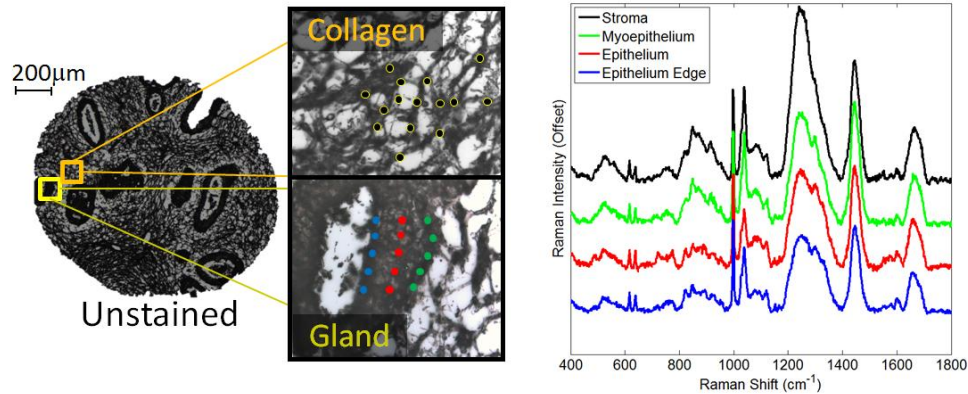 200μm
Unstained
Collagen
Gland
Stroma
Myoepithelium
Epithelium
Epithelium Edge
Raman Intensity (Offset)
400 600 800 1000 1200 1400 1600 1800
Raman Shift (cm⁻¹)